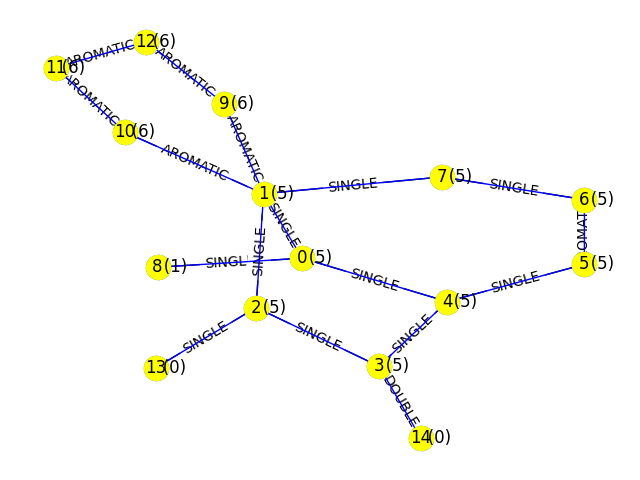 12(6)
AROMATIC
11(6)
AROMATIC
9(6)
AROMATIC
10(6)
AROMATIC
AROMATIC
7(5)
SINGLE
SINGLE
1(5)
6(5)
SINGLE
OMAT
SINGLE
0(5)
8(1)
SINGL
5(5)
SINGLE
SINGLE
4(5)
2(5)
SINGLE
SINGLE
SINGLE
3(5)
13(0)
DOUBLE
14(0)